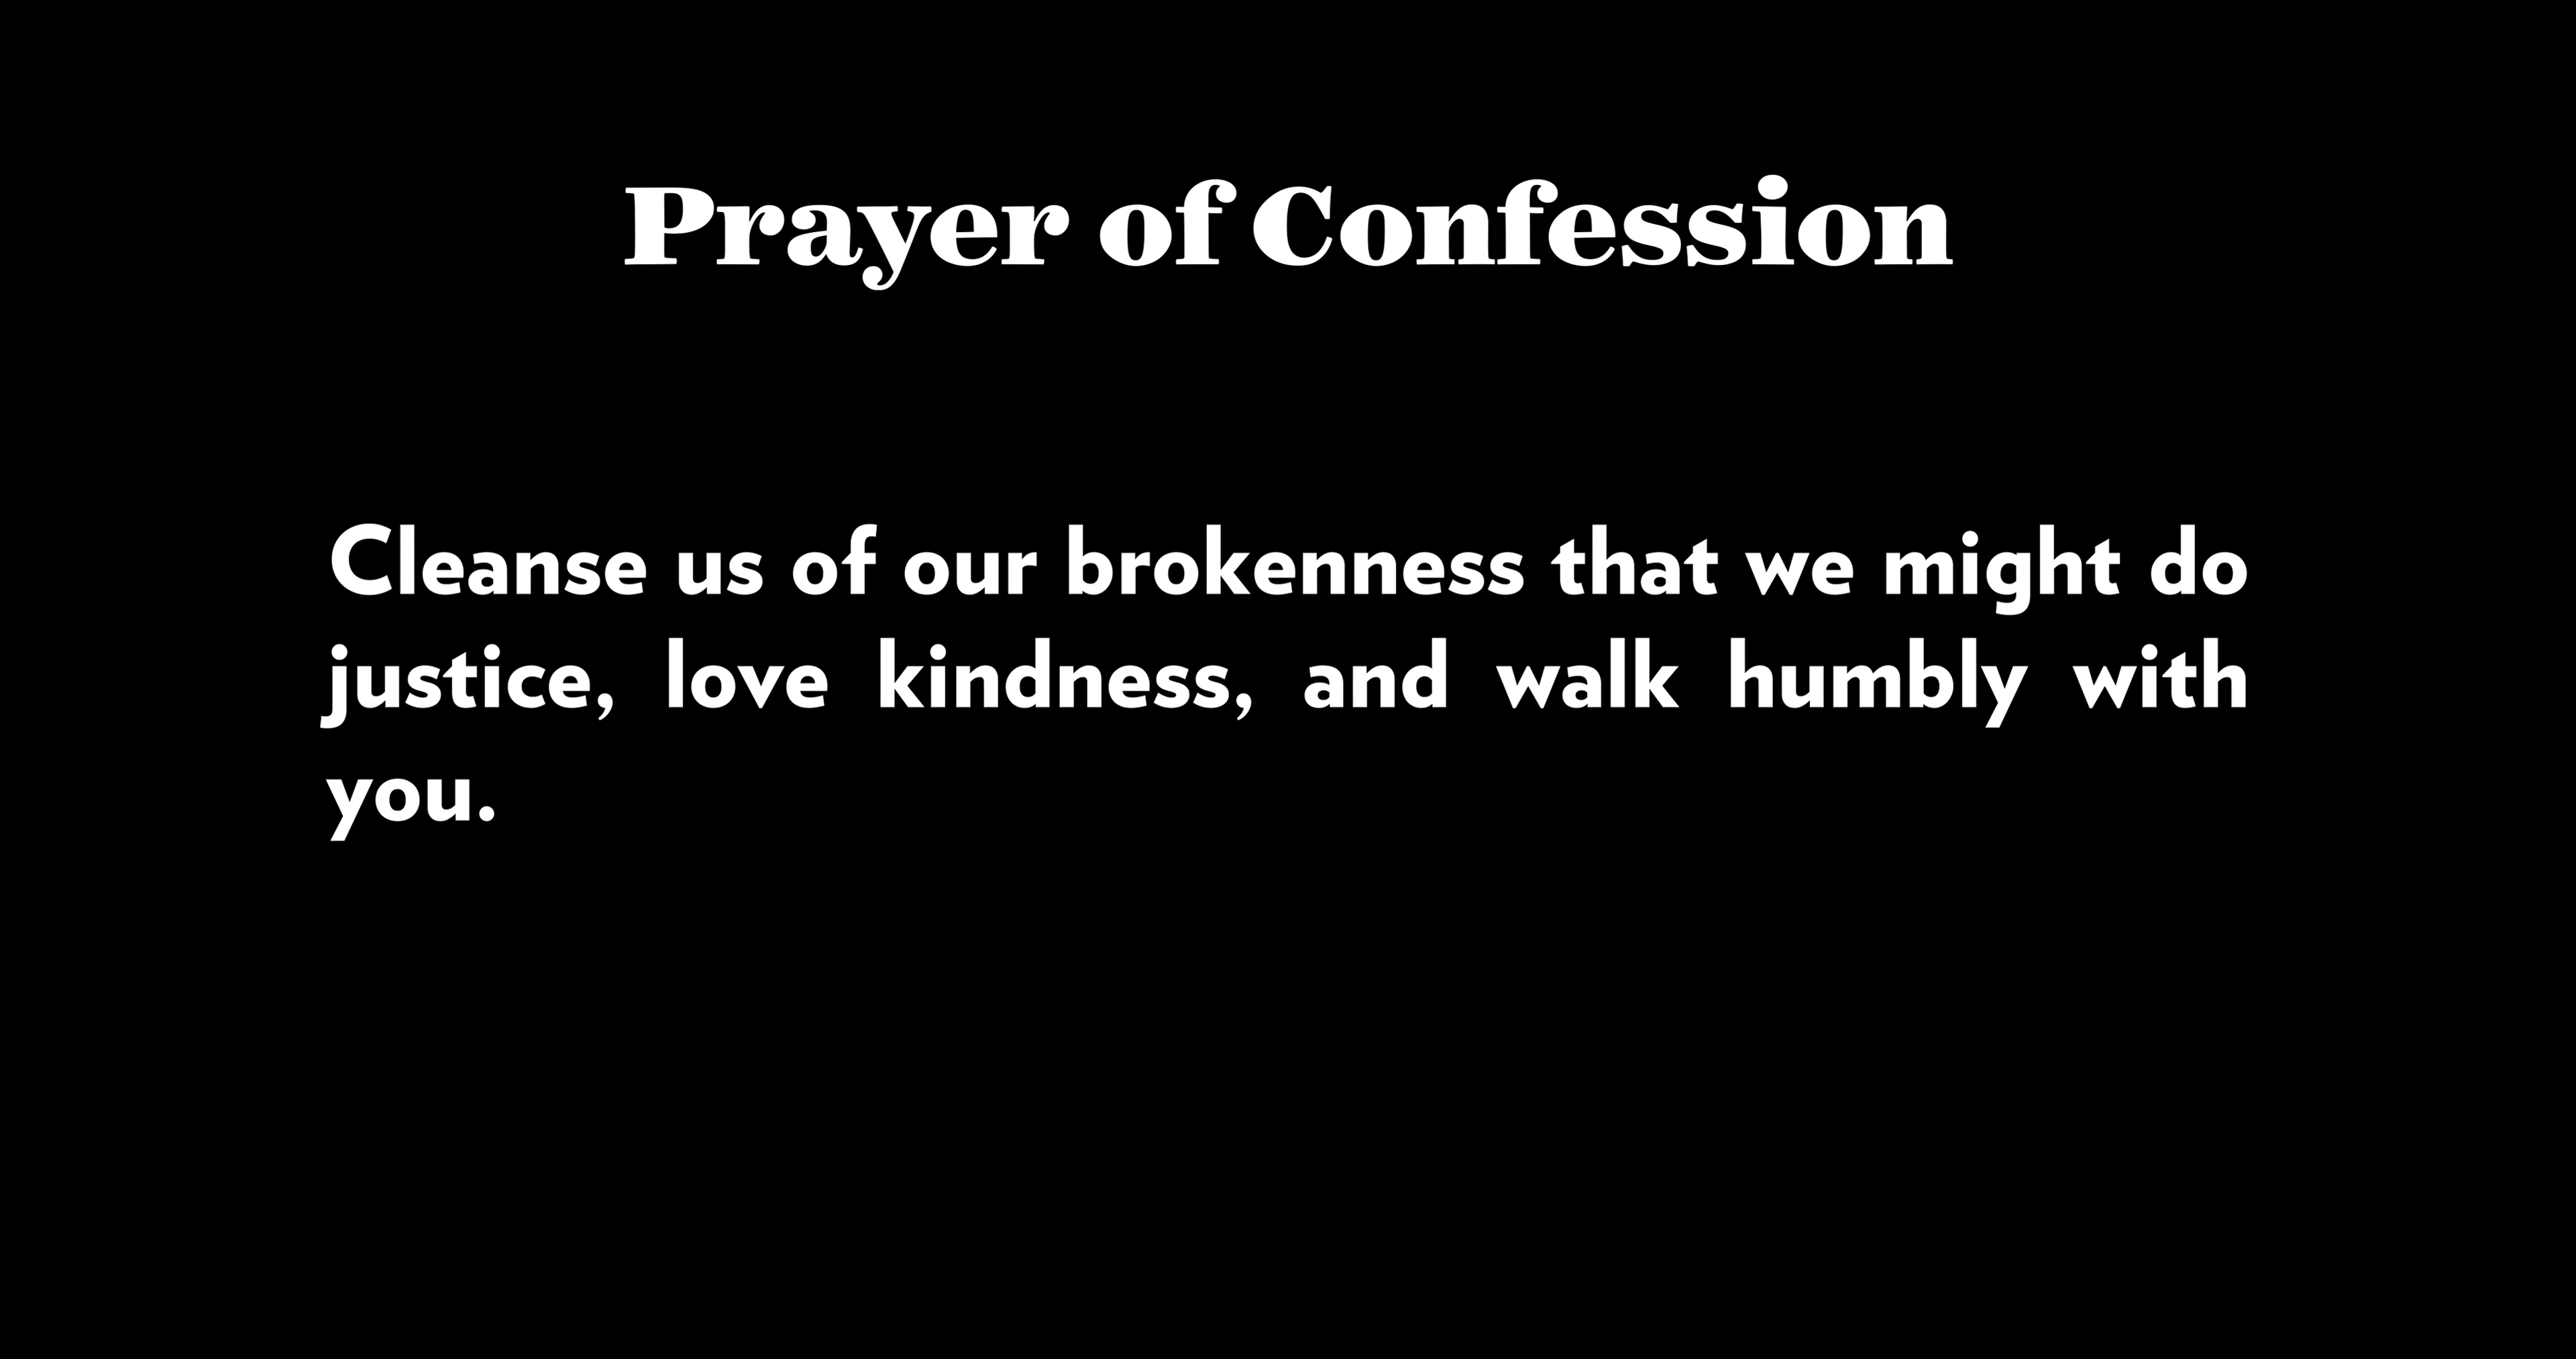 Prayer of Confession
Cleanse us of our brokenness that we might do
justice, love kindness, and walk humbly with
you.